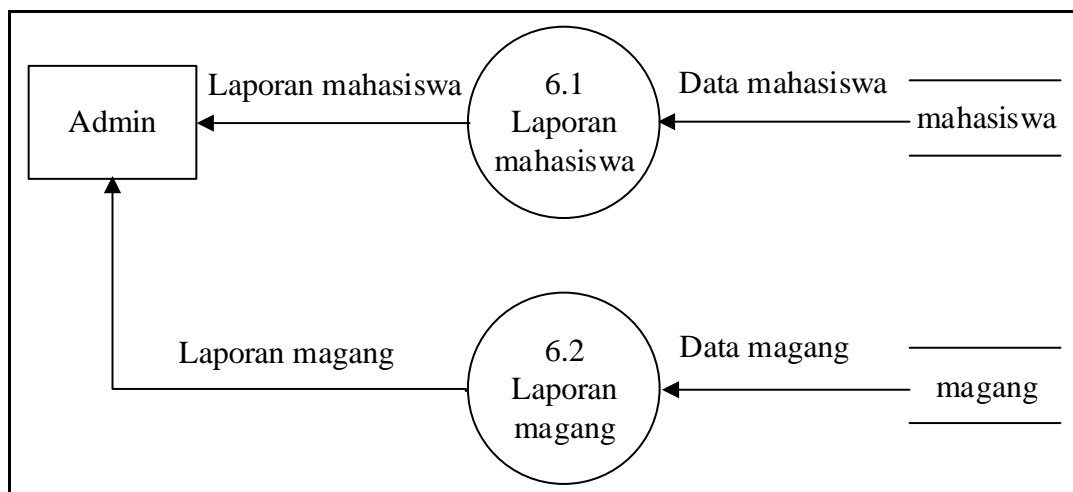 Admin
Laporan mahasiswa
6.1
Laporan
mahasiswa
Data mahasiswa
mahasiswa
Laporan magang
6.2
Laporan
magang
Data magang
magang